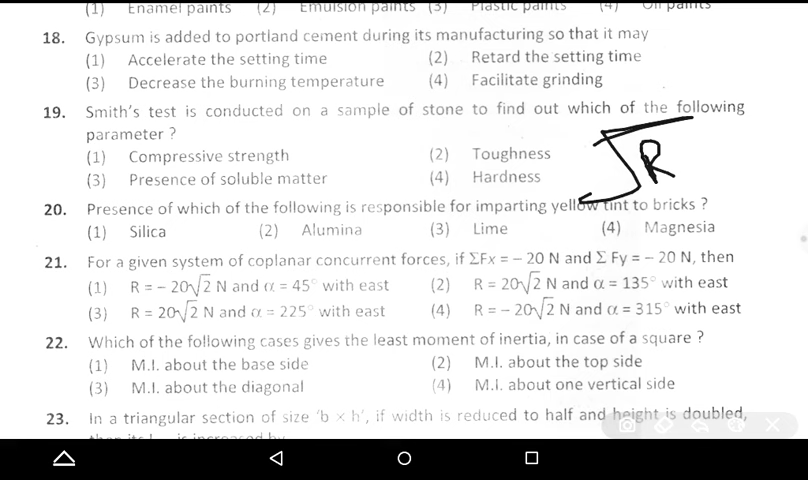 (1) Enamel paints (2) Emulsion paints (3) Plastic paints (4) Oil paints
18. Gypsum is added to portland cement during its manufacturing so that it may
(1) Accelerate the setting time (2) Retard the setting time
(3) Decrease the burning temperature (4) Facilitate grinding
19. Smith's test is conducted on a sample of stone to find out which of the following
parameter ?
(1) Compressive strength (2) Toughness
(3) Presence of soluble matter (4) Hardness
R
20. Presence of which of the following is responsible for imparting yellow tint to bricks ?
(1) Silica (2) Alumina (3) Lime (4) Magnesia
21. For a given system of coplanar concurrent forces, if ΣFx = – 20 N and Σ Fy = – 20 N, then
(1) R = – 20√2 N and α = 45° with east (2) R = 20√2 N and α = 135° with east
(3) R = 20√2 N and α = 225° with east (4) R = – 20√2 N and α = 315° with east
22. Which of the following cases gives the least moment of inertia, in case of a square ?
(1) M.I. about the base side (2) M.I. about the top side
(3) M.I. about the diagonal (4) M.I. about one vertical side
23. In a triangular section of size 'b × h', if width is reduced to half and height is doubled,